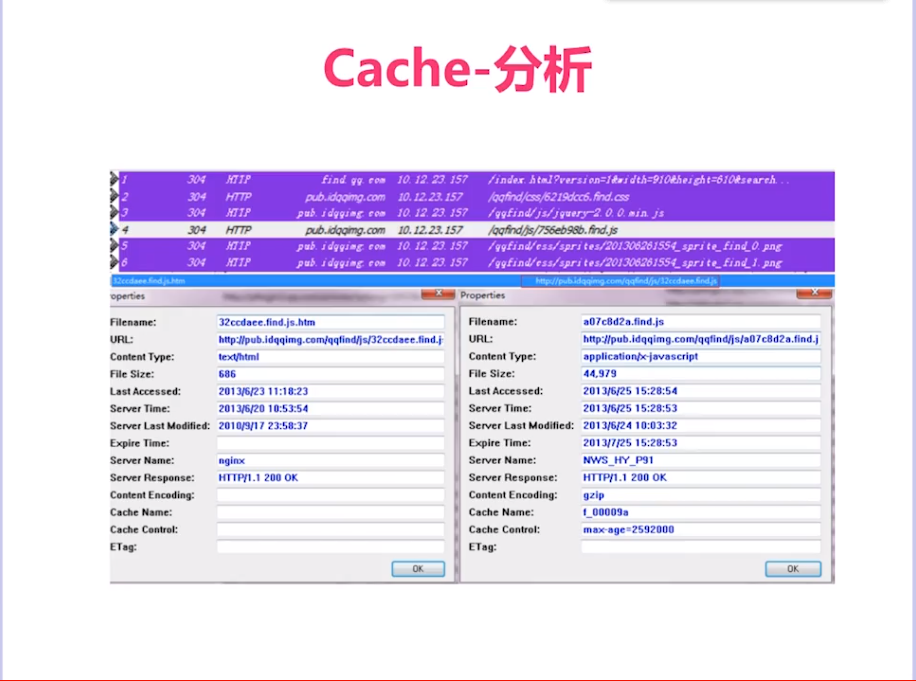 Cache-分析
1 304 HTTP find.qq.com 10.12.23.157 /index.html?version=1&width=910&height=610&search...
2 304 HTTP pub.idqqimg.com 10.12.23.157 /qqfind/css/6219dcc6.find.css
3 304 HTTP pub.idqqimg.com 10.12.23.157 /qqfind/js/jquery-2.0.0.min.js
4 304 HTTP pub.idqqimg.com 10.12.23.157 /qqfind/js/756eb98b.find.js
5 304 HTTP pub.idqqimg.com 10.12.23.157 /qqfind/css/sprites/201306261554_sprite_find_0.png
6 304 HTTP pub.idqqimg.com 10.12.23.157 /qqfind/css/sprites/201306261554_sprite_find_1.png
32ccdaee.find.js.htm
http://pub.idqqimg.com/qqfind/js/32ccdaee.find.js
operties
Filename: 32ccdaee.find.js.htm
URL: http://pub.idqqimg.com/qqfind/js/32ccdaee.find.j
Content Type: text/html
File Size: 686
Last Accessed: 2013/6/23 11:18:23
Server Time: 2013/6/20 10:53:54
Server Last Modified: 2010/9/17 23:58:37
Expire Time:
Server Name: nginx
Server Response: HTTP/1.1 200 OK
Content Encoding:
Cache Name:
Cache Control:
ETag:
OK
Properties
Filename: a07c8d2a.find.js
URL: http://pub.idqqimg.com/qqfind/js/a07c8d2a.find.j
Content Type: application/x-javascript
File Size: 44,979
Last Accessed: 2013/6/25 15:28:54
Server Time: 2013/6/25 15:28:53
Server Last Modified: 2013/6/24 10:03:32
Expire Time: 2013/7/25 15:28:53
Server Name: NWS_HY_P91
Server Response: HTTP/1.1 200 OK
Content Encoding: gzip
Cache Name: f_00009a
Cache Control: max-age=2592000
ETag:
OK